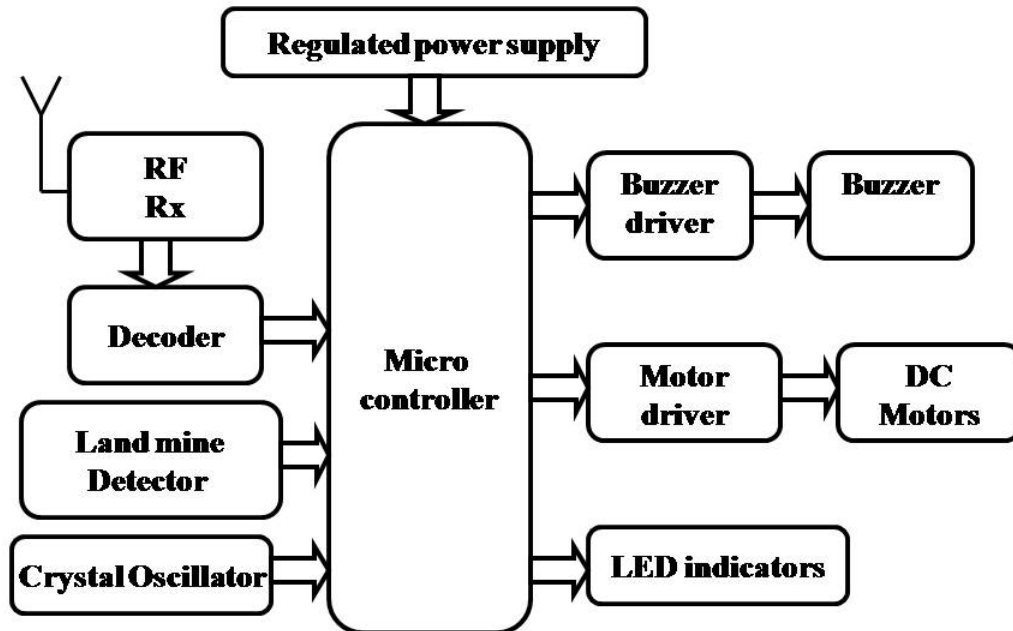 Regulated power supply
RF
Rx
Buzzer
driver
Buzzer
Decoder
Micro
controller
Motor
driver
DC
Motors
Land mine
Detector
Crystal Oscillator
LED indicators